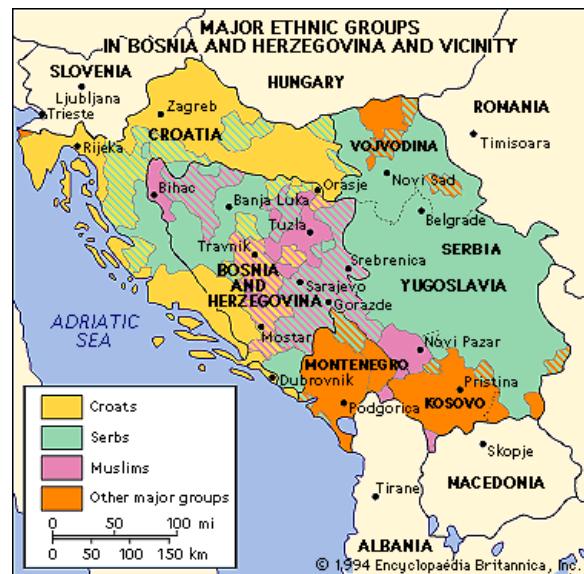 MAJOR ETHNIC GROUPS
IN BOSNIA AND HERZEGOVINA AND VICINITY
SLOVENIA
HUNGARY
Ljubljana
Trieste
Zagreb
ROMANIA
CROATIA
Rijeka
VOJVODINA
Timisoara
Bihac
Orasje
Novi Sad
Banja Luka
Belgrade
Tuzla
Travnik
SERBIA
BOSNIA
AND
HERZEGOVINA
Srebrenica
Sarajevo
YUGOSLAVIA
Gorazde
ADRIATIC
SEA
Mostar
Novi Pazar
MONTENEGRO
Dubrovnik
Pristina
KOSOVO
Podgorica
Skopje
MACEDONIA
Tirane
ALBANIA
Croats
Serbs
Muslims
Other major groups
0 50 100 mi
0 50 100 150 km
© 1994 Encyclopaedia Britannica, Inc.